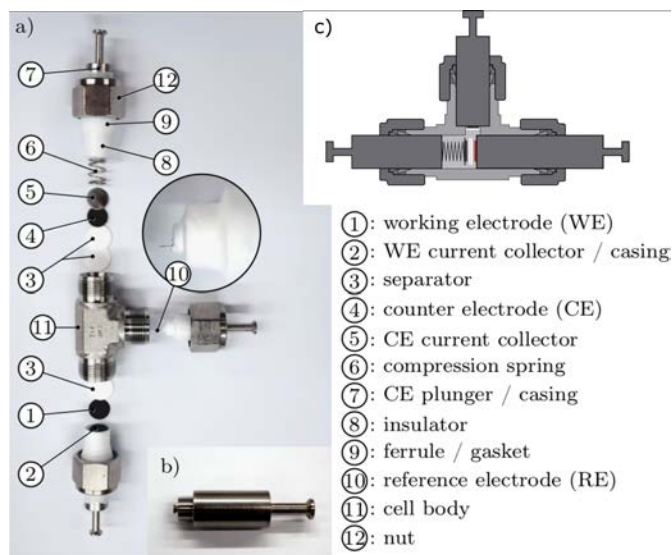 a)
c)
7
12
9
8
6
5
4
3
10
11
3
1
2
b)
1: working electrode (WE)
2: WE current collector / casing
3: separator
4: counter electrode (CE)
5: CE current collector
6: compression spring
7: CE plunger / casing
8: insulator
9: ferrule / gasket
10: reference electrode (RE)
11: cell body
12: nut